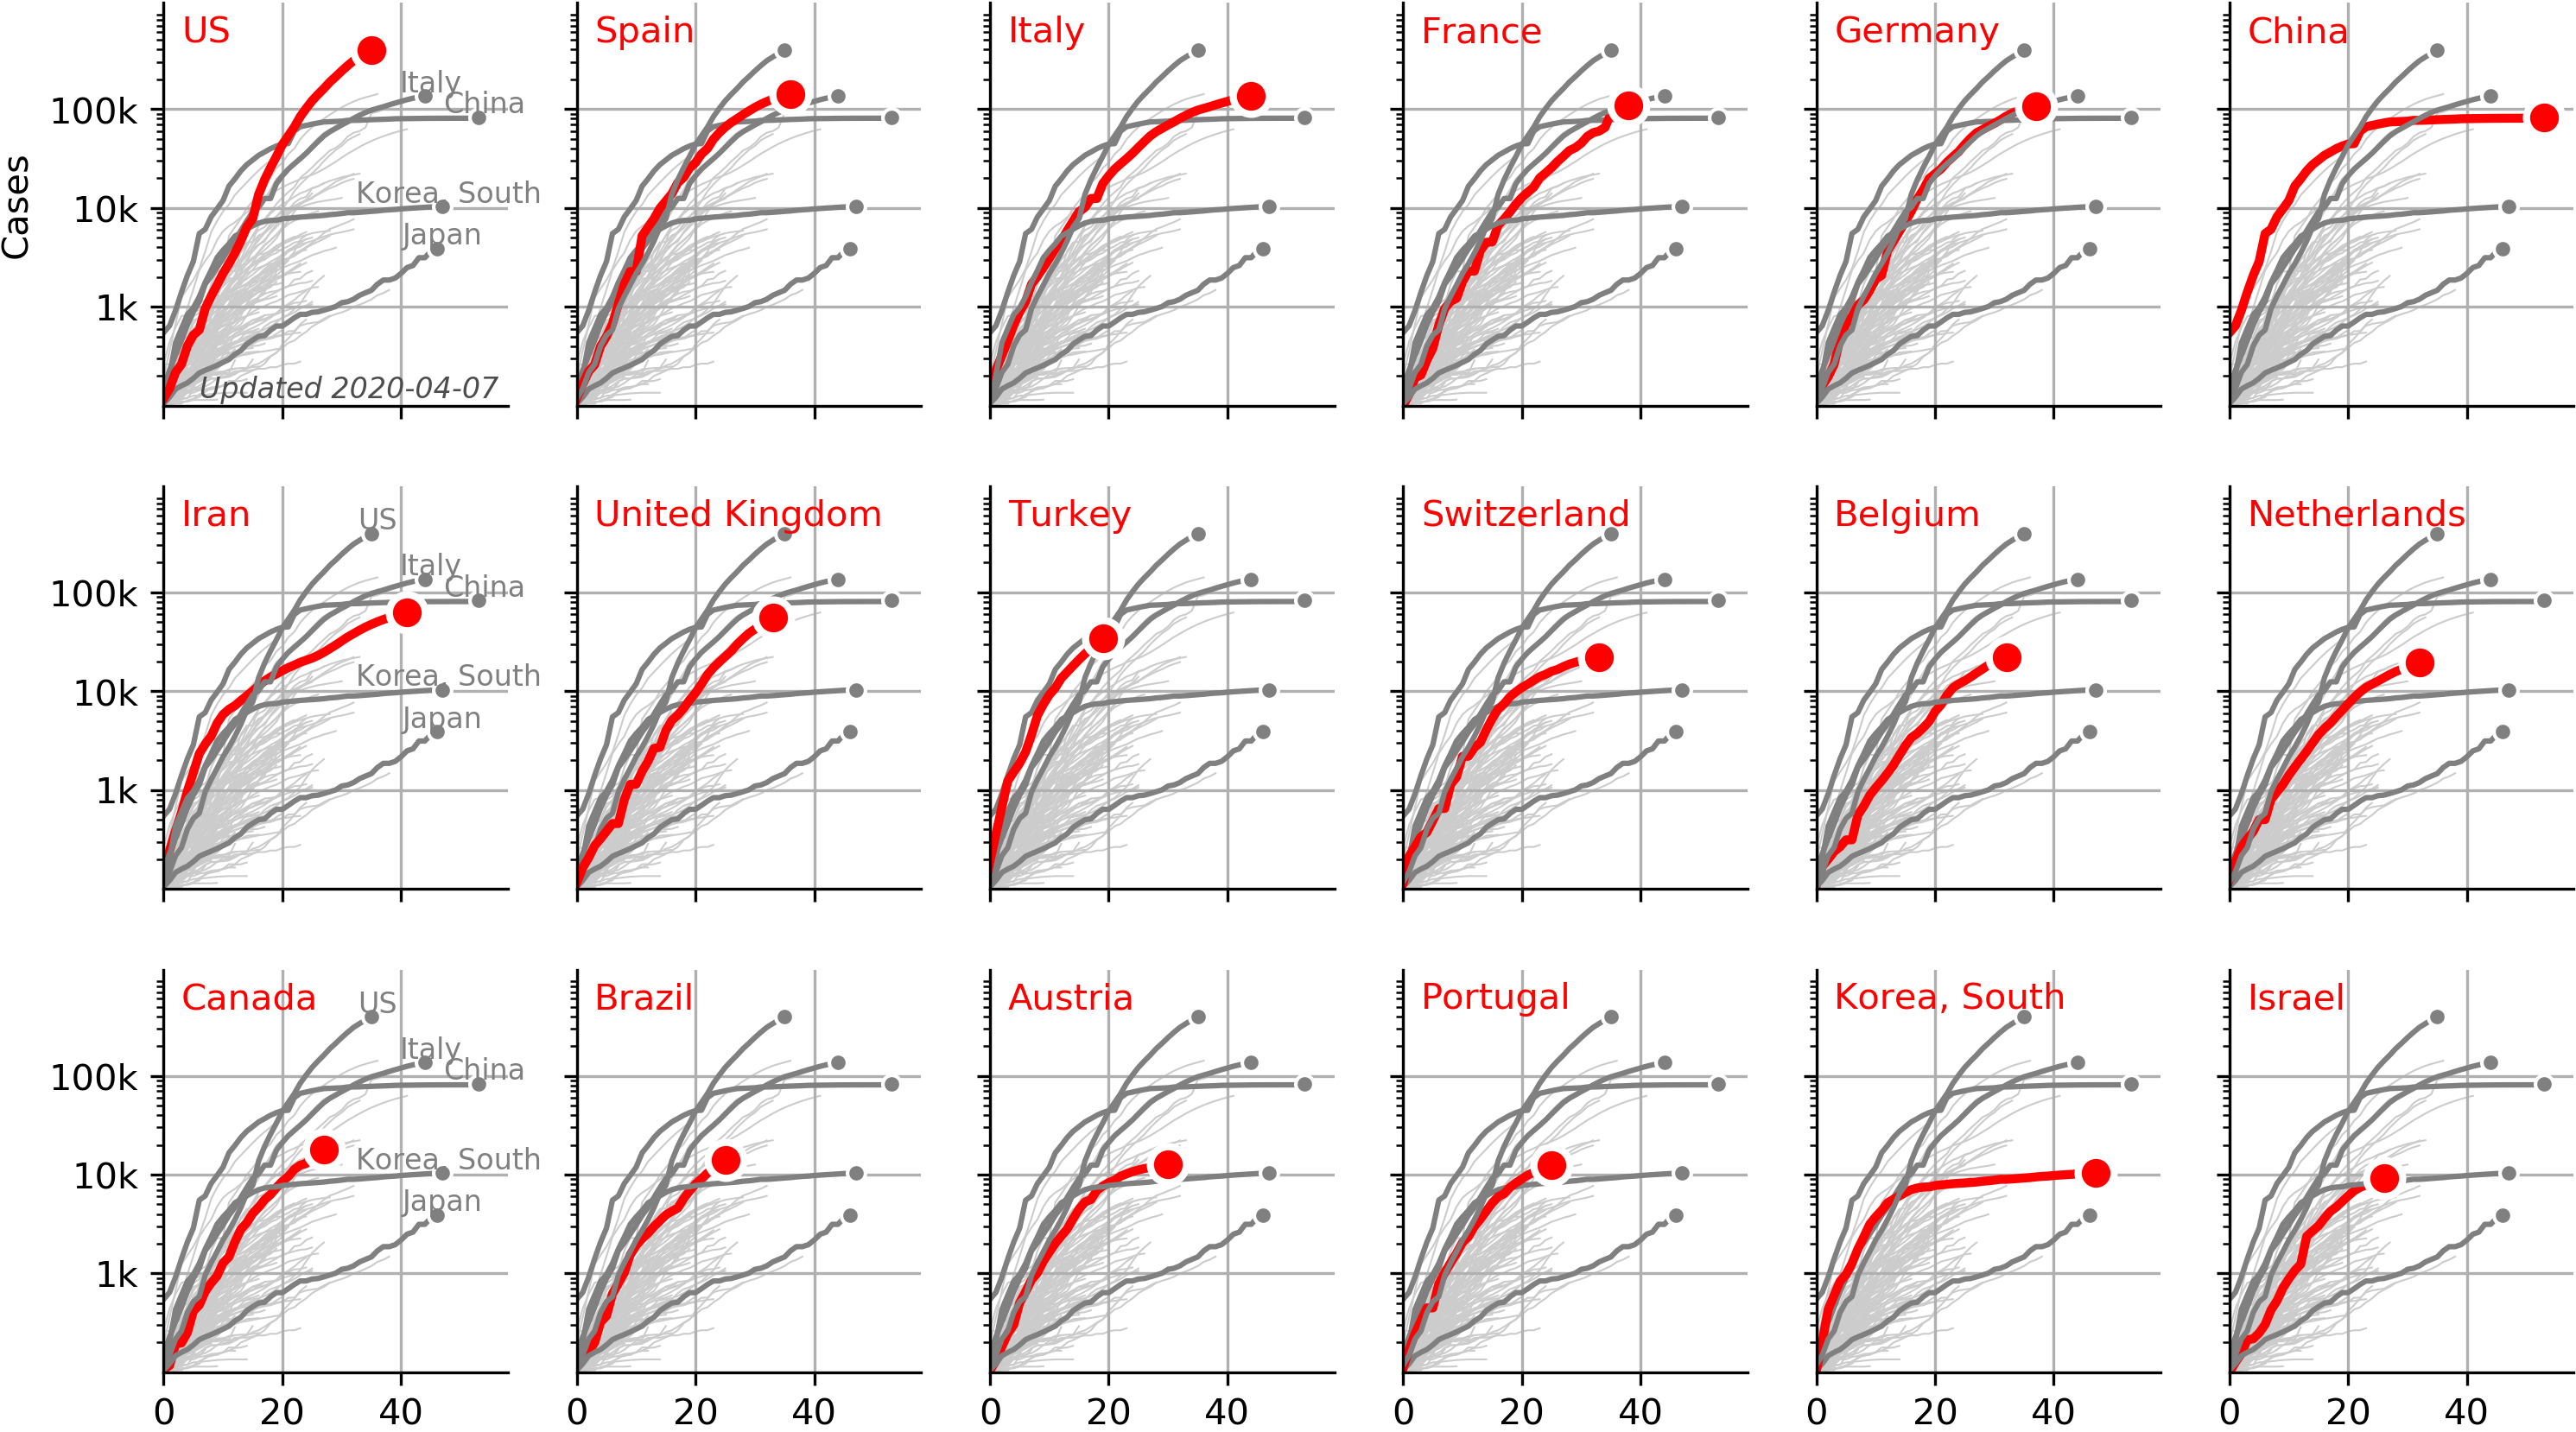 US
Spain
Italy
France
Germany
China
Cases
100k
10k
1k
Italy
China
Korea, South
Japan
Updated 2020-04-07
Iran
United Kingdom
Turkey
Switzerland
Belgium
Netherlands
100k
10k
1k
US
Italy
China
Korea, South
Japan
Canada
Brazil
Austria
Portugal
Korea, South
Israel
100k
10k
1k
US
Italy
China
Korea, South
Japan
0 20 40
0 20 40
0 20 40
0 20 40
0 20 40
0 20 40